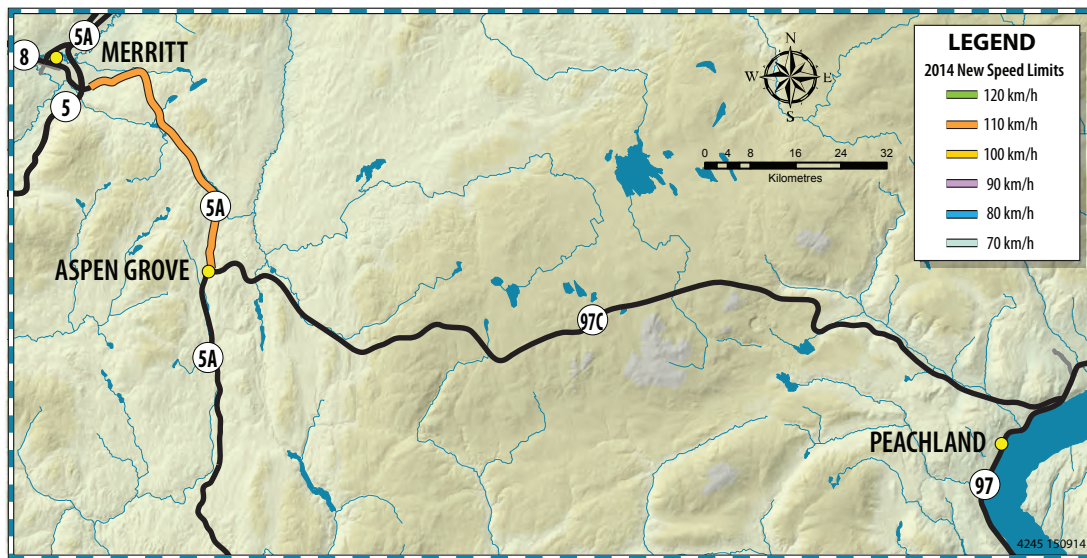 5A
MERRITT
8
5
N
W E
S
0 4 8 16 24 32
Kilometres
LEGEND
2014 New Speed Limits
120 km/h
110 km/h
100 km/h
90 km/h
80 km/h
70 km/h
5A
ASPEN GROVE
97C
5A
PEACHLAND
97
4245 150914